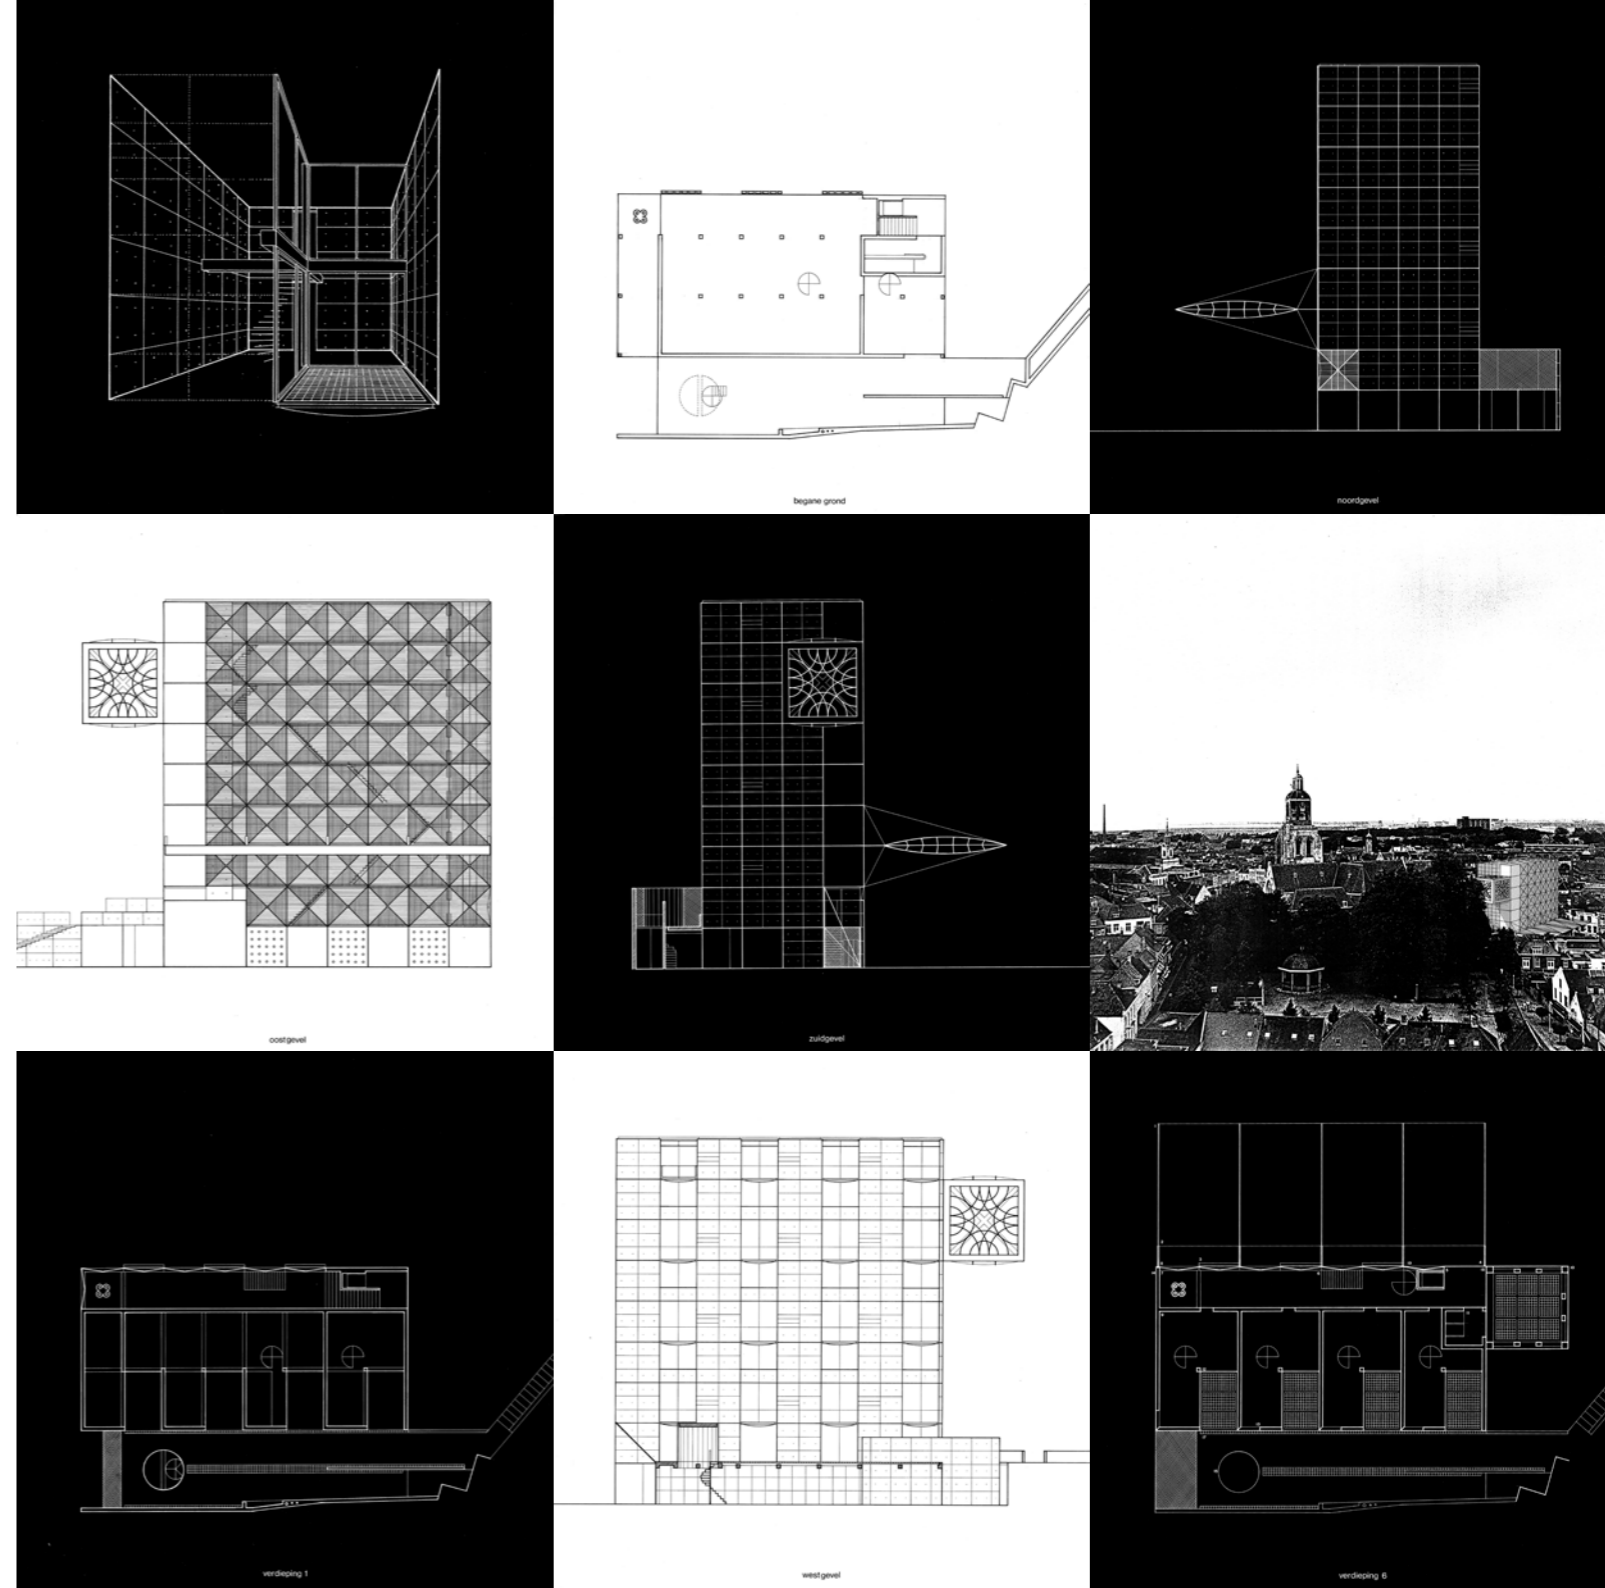 begane grond
noordgevel
oostgevel
zuidgevel
verdieping 1
westgevel
verdieping 6